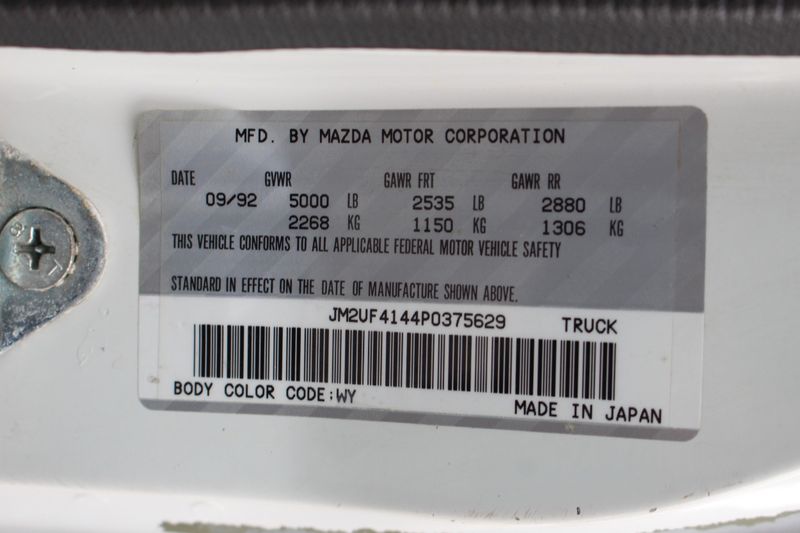 MFD. BY MAZDA MOTOR CORPORATION
DATE GVWR GAWR FRT GAWR RR
09/92 5000 LB 2535 LB 2880 LB
2268 KG 1150 KG 1306 KG
THIS VEHICLE CONFORMS TO ALL APPLICABLE FEDERAL MOTOR VEHICLE SAFETY
STANDARD IN EFFECT ON THE DATE OF MANUFACTURE SHOWN ABOVE.
JM2UF4144P0375629 TRUCK
BODY COLOR CODE:WY
MADE IN JAPAN